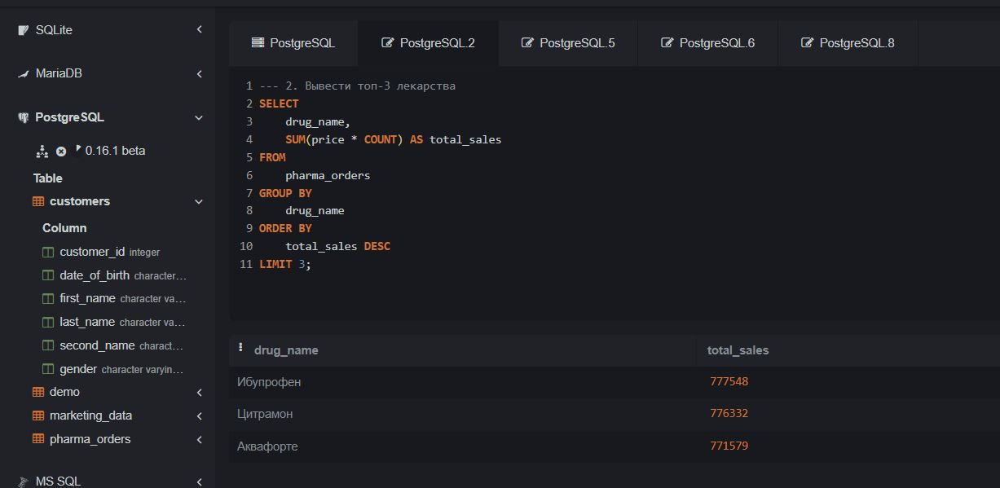 SQLite
MariaDB
PostgreSQL
0.16.1 beta
Table
customers
Column
customer_id integer
date_of_birth character...
first_name character va...
last_name character va...
second_name charact...
gender character varyin...
demo
marketing_data
pharma_orders
MS SQL
PostgreSQL PostgreSQL.2 PostgreSQL.5 PostgreSQL.6 PostgreSQL.8
1 --- 2. Вывести топ-3 лекарства
2 SELECT
3 drug_name,
4 SUM(price * COUNT) AS total_sales
5 FROM
6 pharma_orders
7 GROUP BY
8 drug_name
9 ORDER BY
10 total_sales DESC
11 LIMIT 3;
drug_name total_sales
Ибупрофен 777548
Цитрамон 776332
Аквафорте 771579